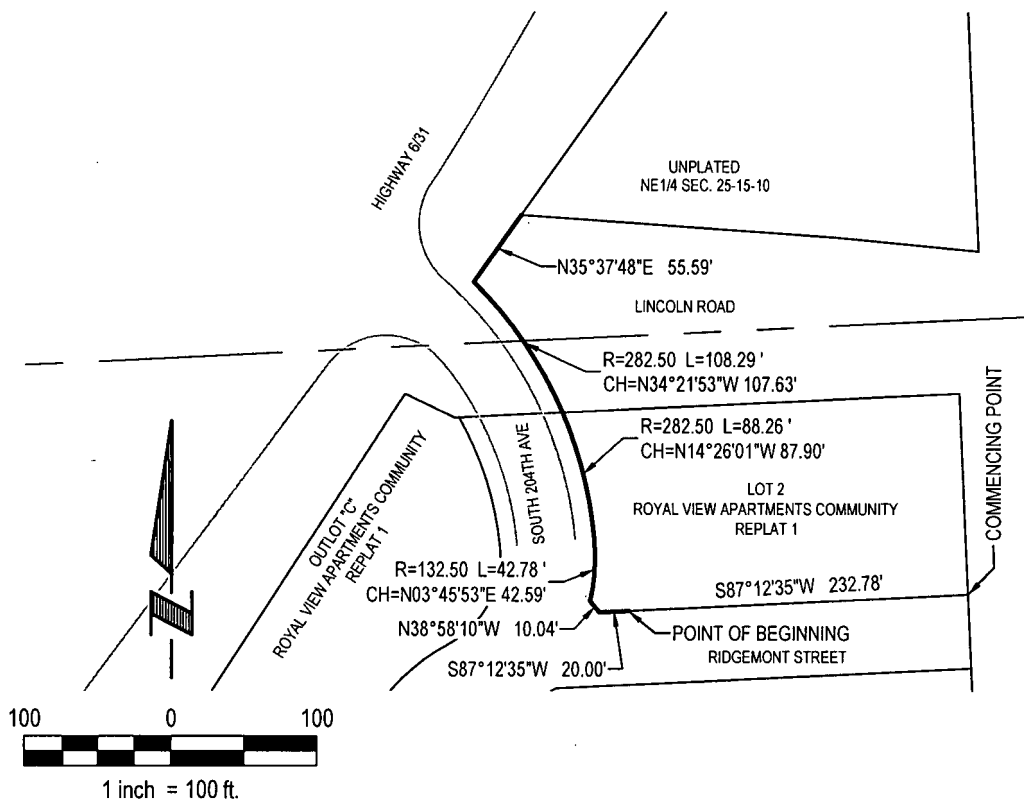 HIGHWAY 6/31
UNPLATED
NE1/4 SEC. 25-15-10
N35°37'48"E 55.59'
LINCOLN ROAD
R=282.50 L=108.29 '
CH=N34°21'53"W 107.63'
R=282.50 L=88.26 '
CH=N14°26'01"W 87.90'
LOT 2
ROYAL VIEW APARTMENTS COMMUNITY
REPLAT 1
COMMENCING POINT
OUTLOT "C"
ROYAL VIEW APARTMENTS COMMUNITY
REPLAT 1
SOUTH 204TH AVE
R=132.50 L=42.78 '
CH=N03°45'53"E 42.59'
S87°12'35"W 232.78'
N38°58'10"W 10.04'
POINT OF BEGINNING
RIDGEMONT STREET
S87°12'35"W 20.00'
100 0 100
1 inch = 100 ft.